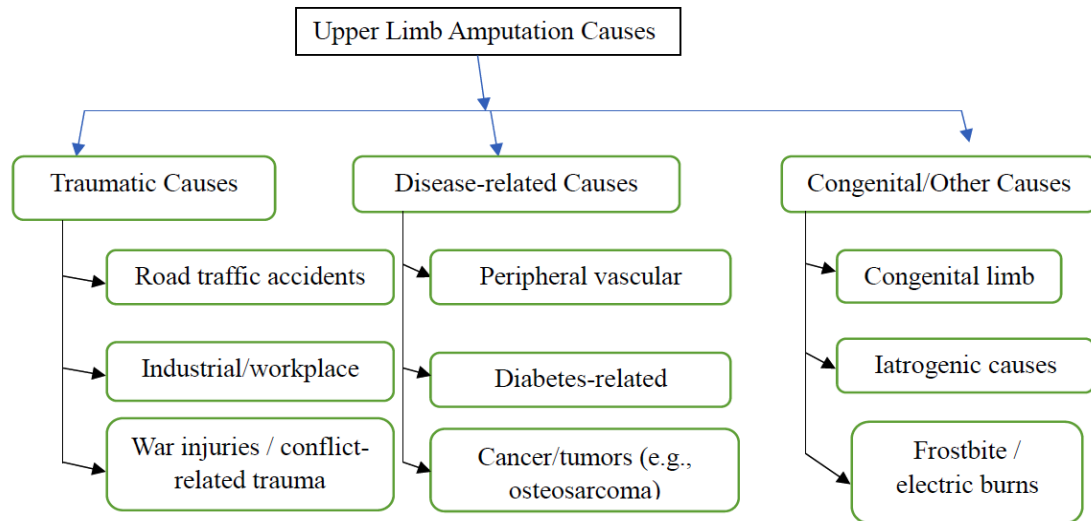 Upper Limb Amputation Causes
Traumatic Causes
Disease-related Causes
Congenital/Other Causes
Road traffic accidents
Peripheral vascular
Congenital limb
Industrial/workplace
Diabetes-related
Iatrogenic causes
War injuries / conflict-
related trauma
Cancer/tumors (e.g.,
osteosarcoma)
Frostbite /
electric burns